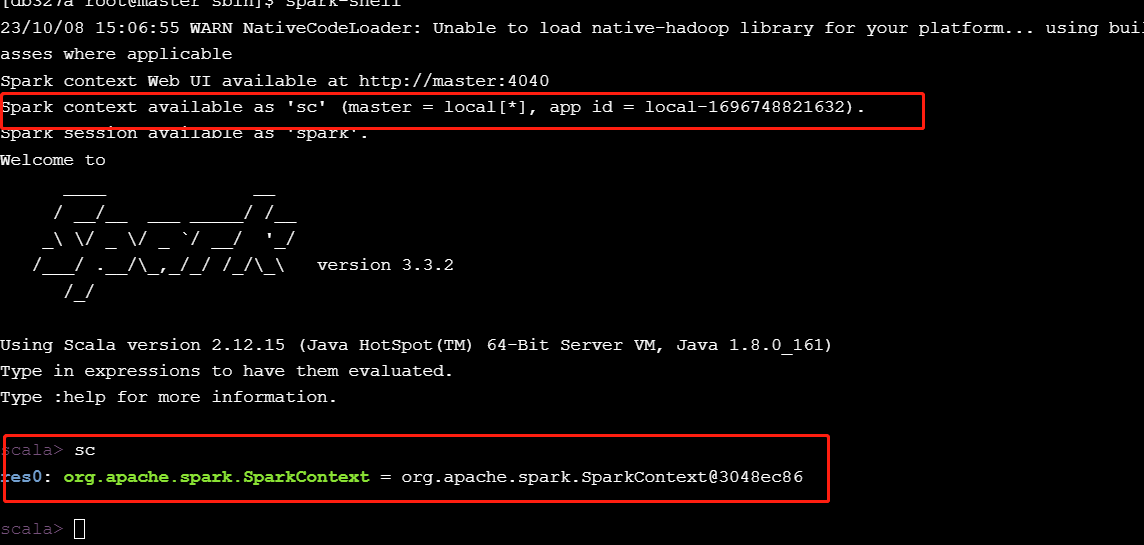 [db327a root@master sbin]$ spark-shell
23/10/08 15:06:55 WARN NativeCodeLoader: Unable to load native-hadoop library for your platform... using buil
asses where applicable
Spark context Web UI available at http://master:4040
Spark context available as 'sc' (master = local[*], app id = local-1696748821632).
Spark session available as 'spark'.
Welcome to
      ____              __
     / __/__  ___ _____/ /__
    _\ \/ _ \/ _ `/ __/  '_/
   /___/ .__/\_,_/_/ /_/\_\   version 3.3.2
      /_/
Using Scala version 2.12.15 (Java HotSpot(TM) 64-Bit Server VM, Java 1.8.0_161)
Type in expressions to have them evaluated.
Type :help for more information.
scala> sc
res0: org.apache.spark.SparkContext = org.apache.spark.SparkContext@3048ec86
scala>